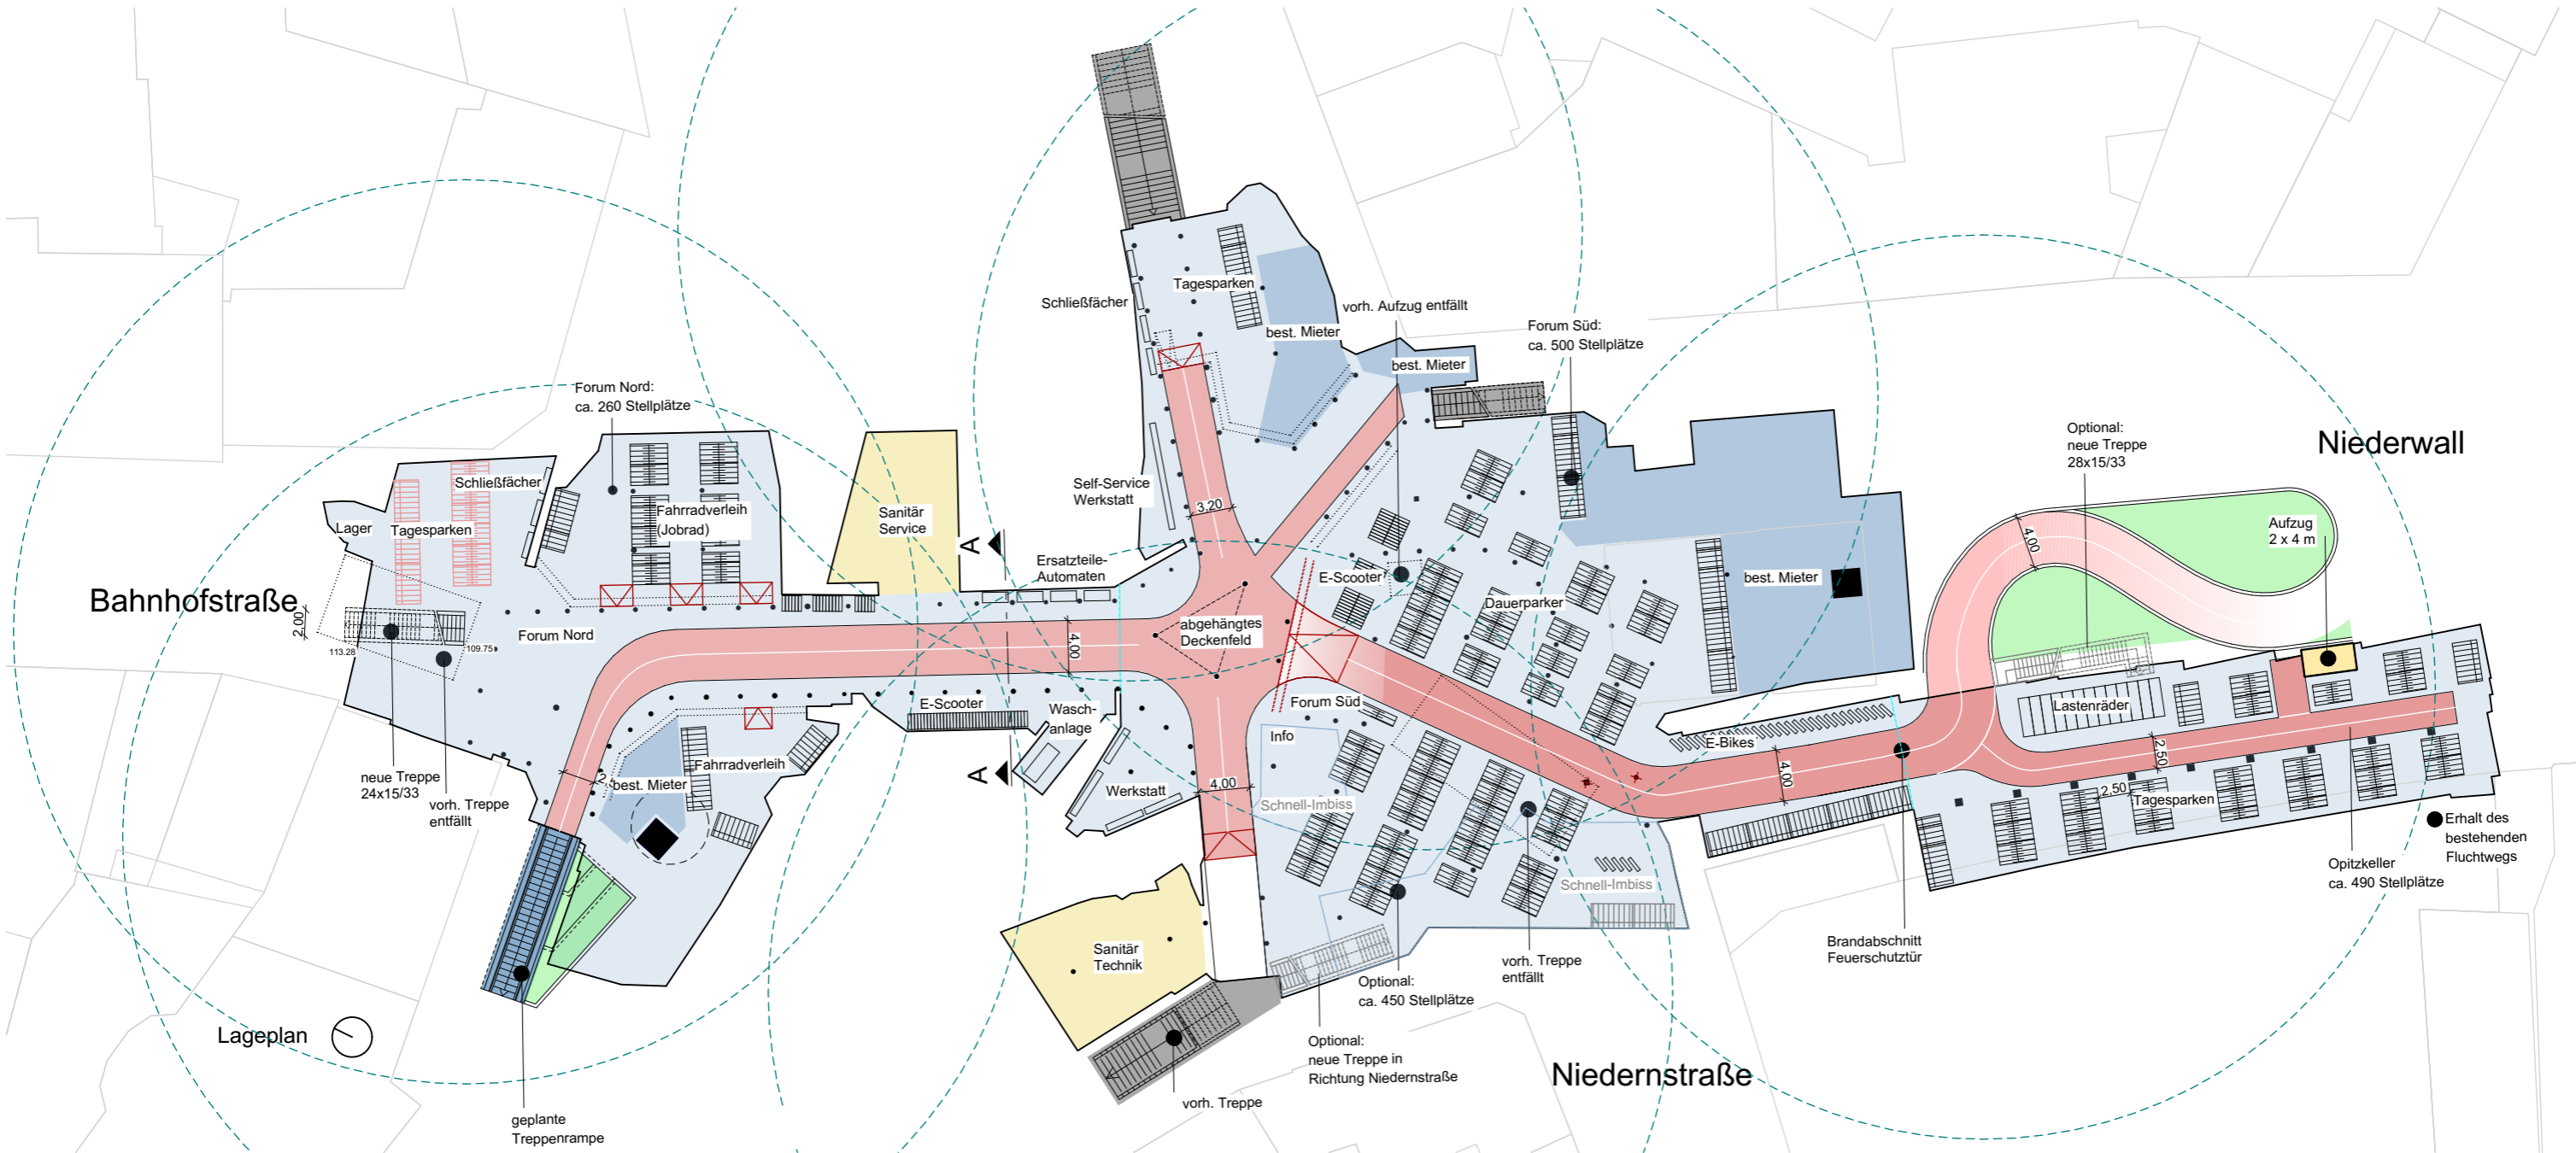 Schließfächer
Tagesparken
best. Mieter
vorh. Aufzug entfällt
best. Mieter
Forum Süd:
ca. 500 Stellplätze
Forum Nord:
ca. 260 Stellplätze
Niederwall
Optional:
neue Treppe
28x15/33
Schließfächer
Lager
Tagesparken
Fahrradverleih
(Jobrad)
Sanitär
Service
Self-Service
Werkstatt
3,20
A
Ersatzteile-
Automaten
E-Scooter
Dauerparker
best. Mieter
4,00
Aufzug
2 x 4 m
Bahnhofstraße
2,00
113.28
109.75
Forum Nord
4,00
abgehängtes
Deckenfeld
Forum Süd
E-Scooter
Wasch-
anlage
A
Info
E-Bikes
4,00
Lastenräder
2,50
2,50
Tagesparken
neue Treppe
24x15/33
vorh. Treppe
entfällt
best. Mieter
Fahrradverleih
Werkstatt
4,00
Schnell-Imbiss
Schnell-Imbiss
Erhalt des
bestehenden
Fluchtwegs
Opitzkeller
ca. 490 Stellplätze
Sanitär
Technik
Brandabschnitt
Feuerschutztür
vorh. Treppe
entfällt
Optional:
ca. 450 Stellplätze
Optional:
neue Treppe in
Richtung Niedernstraße
Niedernstraße
Lageplan
geplante
Treppenrampe
vorh. Treppe